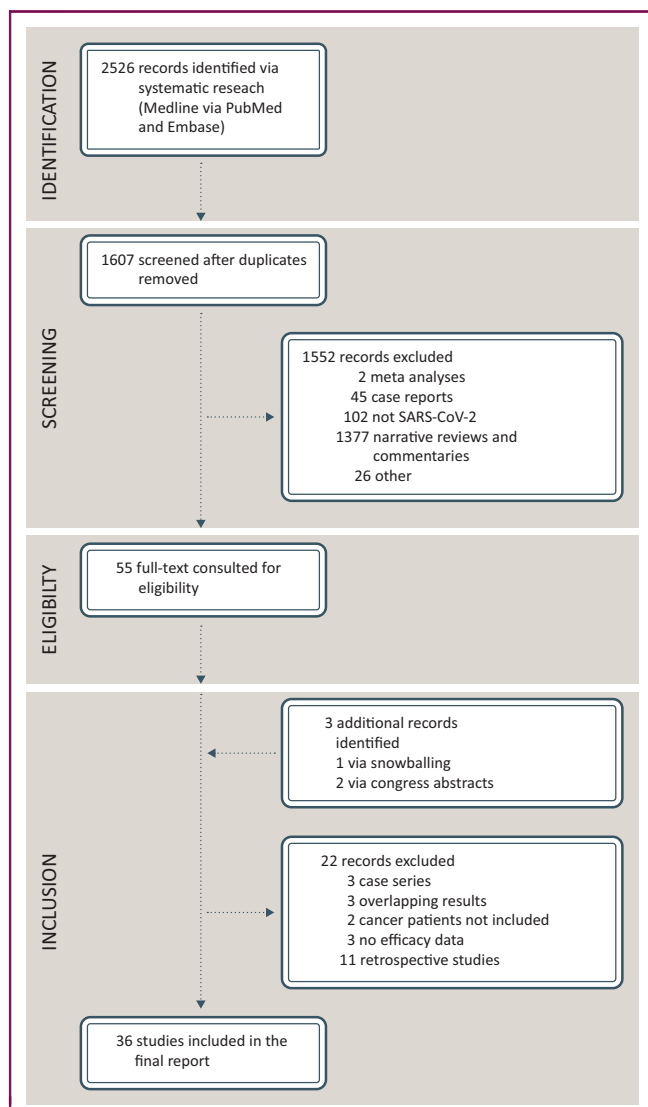 IDENTIFICATION
2526 records identified via
systematic reseach
(Medline via PubMed
and Embase)
SCREENING
1607 screened after duplicates
removed
1552 records excluded
2 meta analyses
45 case reports
102 not SARS-CoV-2
1377 narrative reviews and
commentaries
26 other
ELIGIBILTY
55 full-text consulted for
eligibility
INCLUSION
3 additional records
identified
1 via snowballing
2 via congress abstracts
22 records excluded
3 case series
3 overlapping results
2 cancer patients not included
3 no efficacy data
11 retrospective studies
36 studies included in the
final report